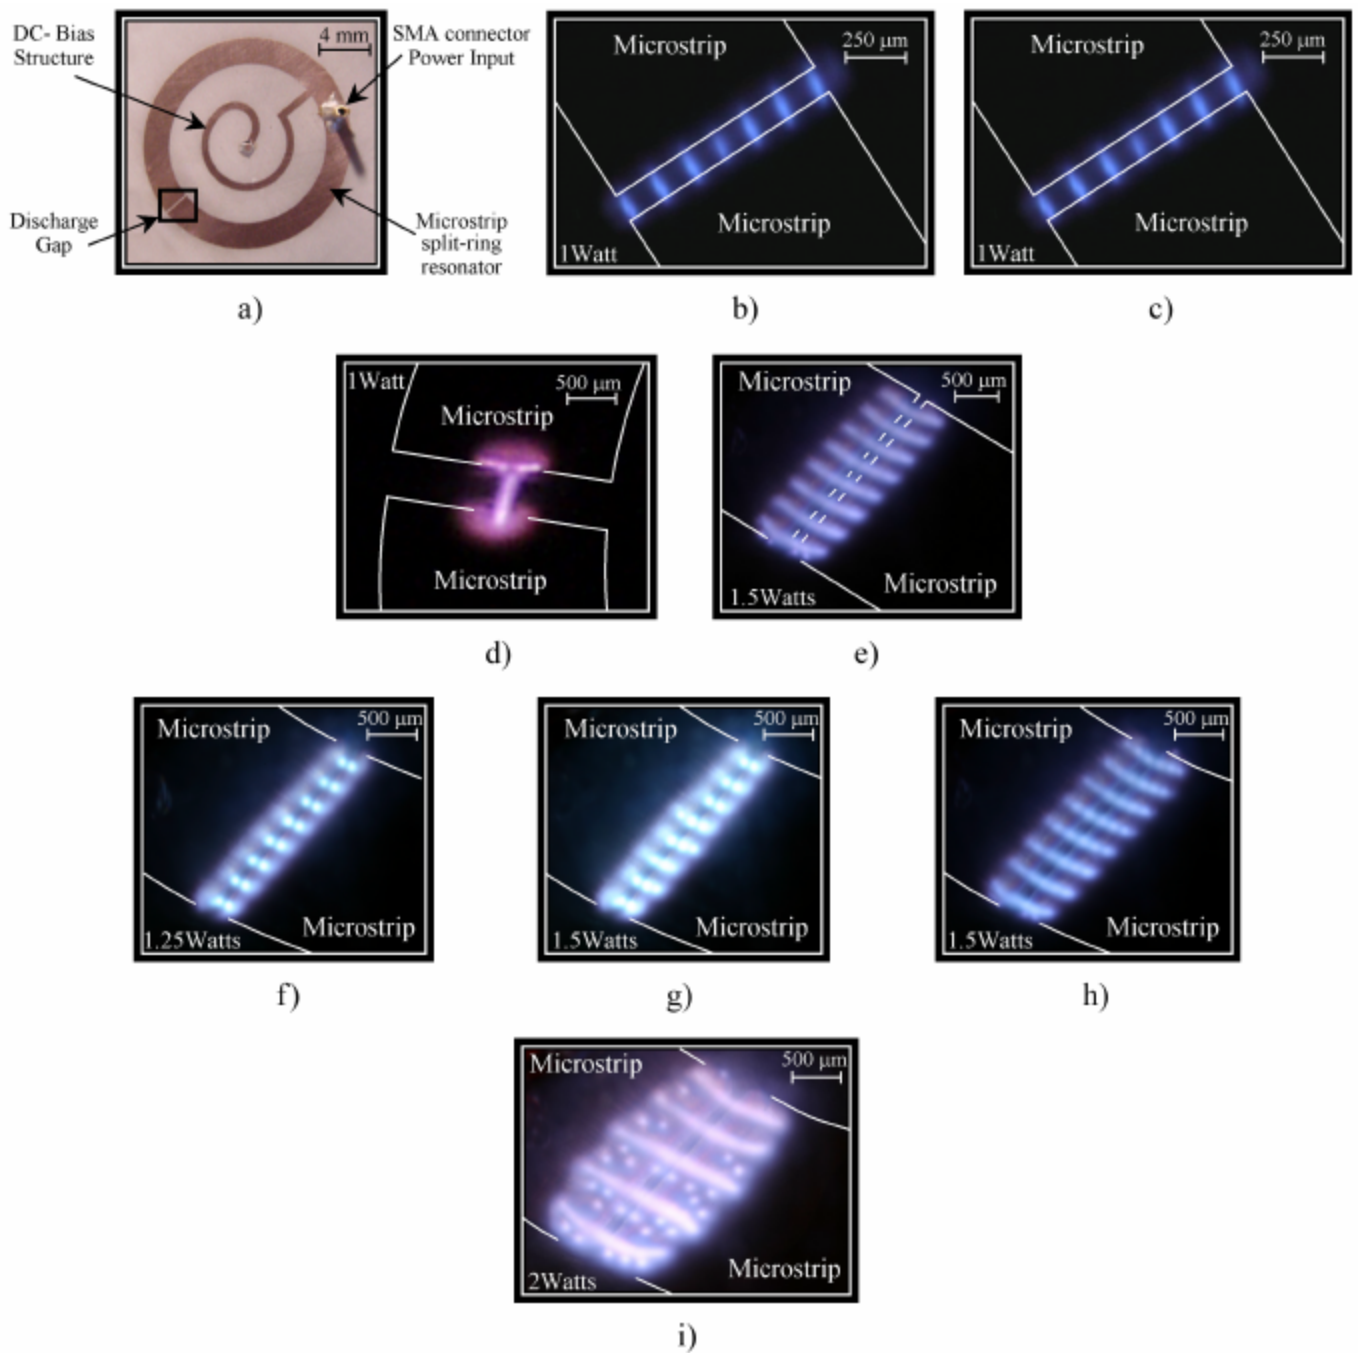 DC- Bias
Structure
4 mm
SMA connector
Power Input
Discharge
Gap
Microstrip
split-ring
resonator
a)
Microstrip
250 µm
Microstrip
1Watt
b)
Microstrip
250 µm
Microstrip
1Watt
c)
1Watt
500 µm
Microstrip
Microstrip
d)
Microstrip
500 µm
Microstrip
1.5Watts
e)
Microstrip
500 µm
Microstrip
1.25Watts
f)
Microstrip
500 µm
Microstrip
1.5Watts
g)
Microstrip
500 µm
Microstrip
1.5Watts
h)
Microstrip
500 µm
Microstrip
2Watts
i)